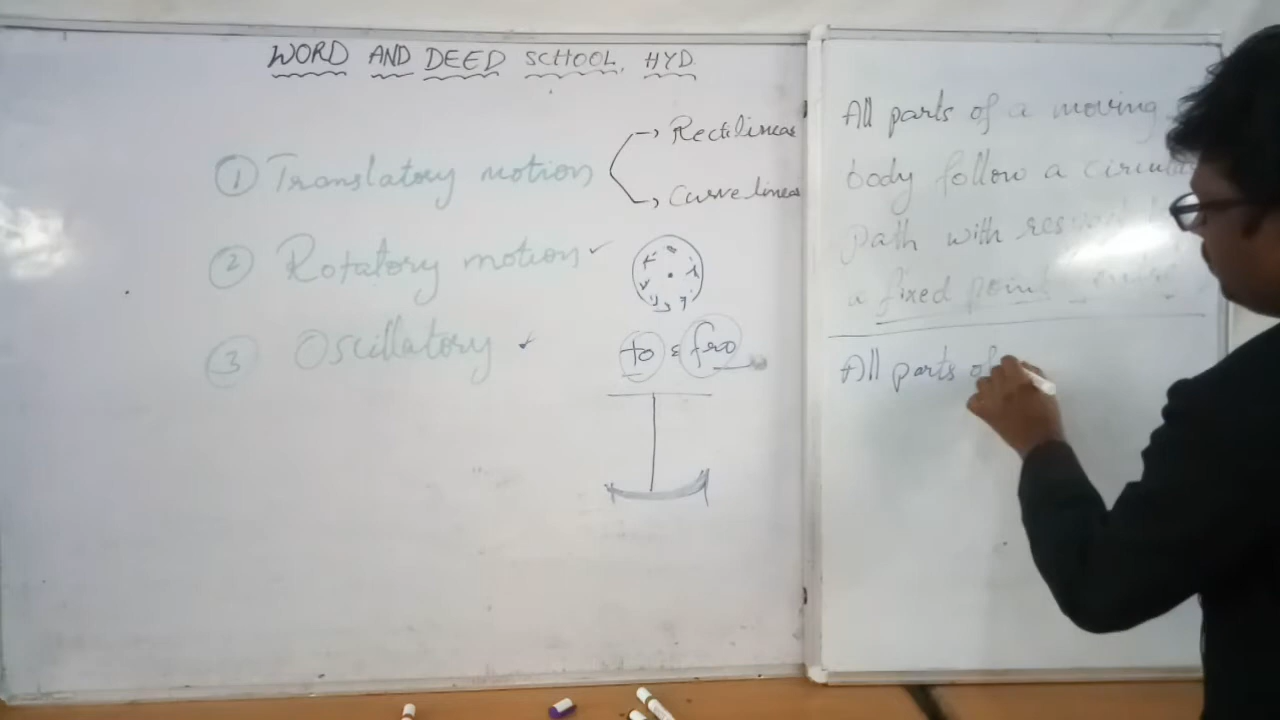 WORD AND DEED SCHOOL, HYD
① Translatory motion
→ Rectilinear
→ Curvelinear
② Rotatory motion ✓
③ Oscillatory ✓
to & fro
All parts of a moving
body follow a circular
path with respect
a fixed point
All parts of